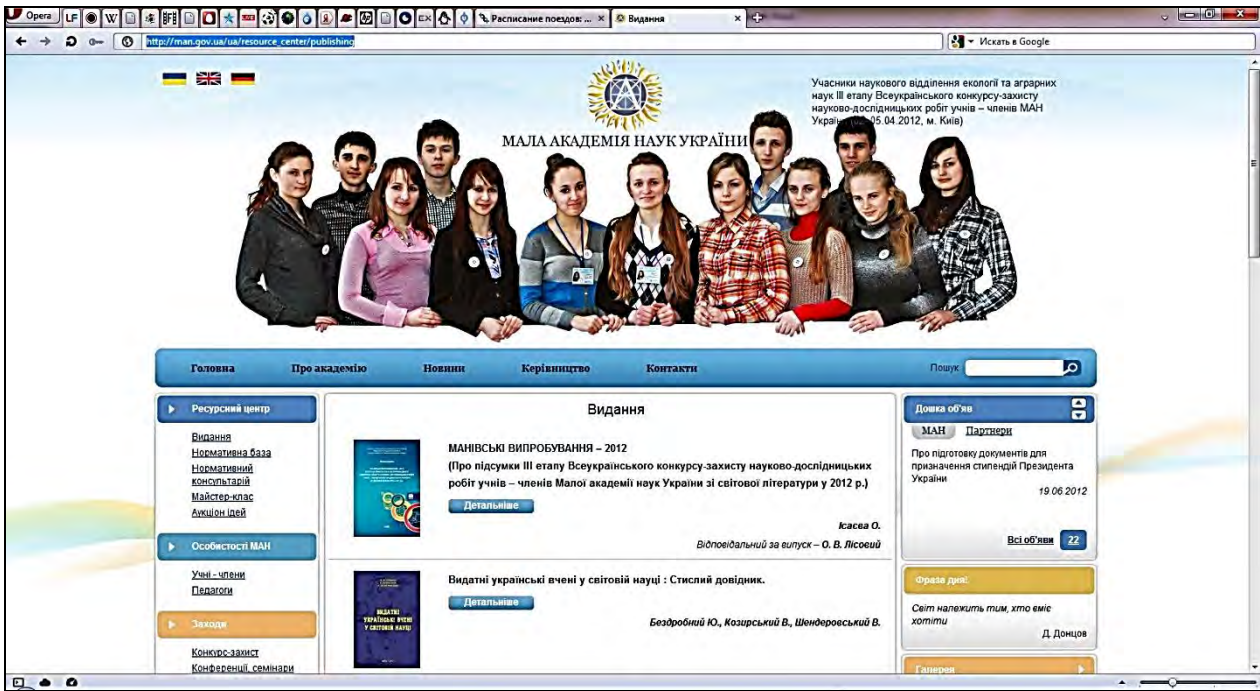 Opera
LF
W
LIVE
EX
Расписание поездов: ...
Видання
http://man.gov.ua/ua/resource_center/publishing
Искать в Google
МАЛА АКАДЕМІЯ НАУК УКРАЇНИ
Учасники наукового відділення екології та аграрних
наук III етапу Всеукраїнського конкурсу-захисту
науково-дослідницьких робіт учнів – членів МАН
05.04.2012, м. Київ)
Головна Про академію Новини Керівництво Контакти
Пошук
Ресурсний центр
Видання
Нормативна база
Нормативний
консультарій
Майстер-клас
Аукціон ідей
Особистості МАН
Учні - члени
Педагоги
Заходи
Конкурс-захист
Конференції, семінари
Видання
МАНІВСЬКІ ВИПРОБУВАННЯ – 2012
(Про підсумки III етапу Всеукраїнського конкурсу-захисту науково-дослідницьких
робіт учнів – членів Малої академії наук України зі світової літератури у 2012 р.)
Детальніше
Ісаєва О.
Відповідальний за випуск – О. В. Лісовий
ВИДАТНІ
УКРАЇНСЬКІ ВЧЕНІ
У СВІТОВІЙ НАУЦІ
Видатні українські вчені у світовій науці : Стислий довідник.
Детальніше
Бездробний Ю., Козирський В., Шендеровський В.
Дошка об'яв
МАН Партнери
Про підготовку документів для
призначення стипендій Президента
України
19.06.2012
Всі об'яви 22
Фраза дня!
Світ належить тим, хто вміє
хотіти
Д. Донцов
Галерея